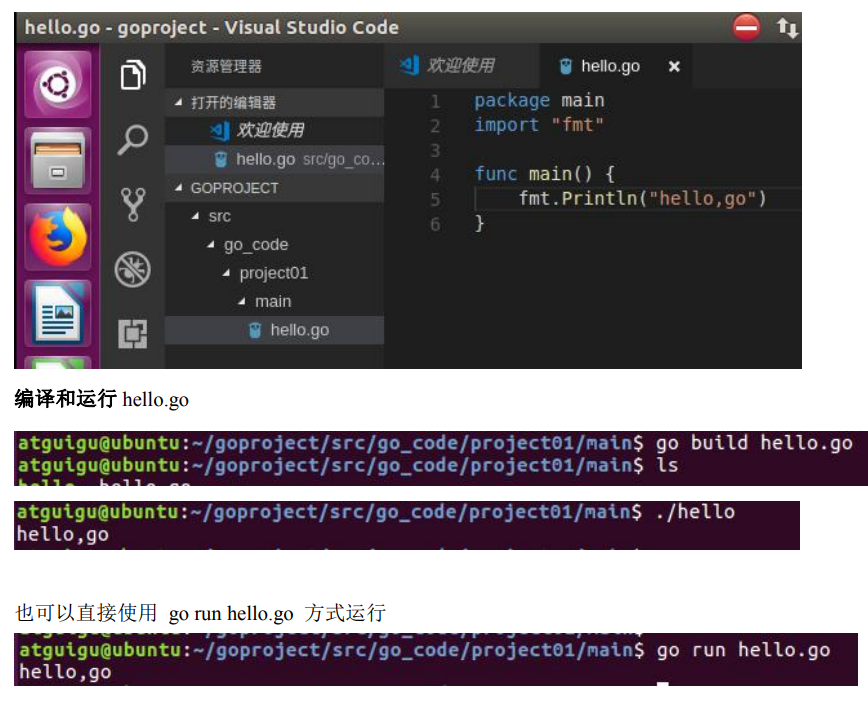 hello.go - goproject - Visual Studio Code
资源管理器
欢迎使用
hello.go
打开的编辑器
欢迎使用
hello.go src/go_co...
GOPROJECT
src
go_code
project01
main
hello.go
1 package main
2 import "fmt"
3
4 func main() {
5 fmt.Println("hello,go")
6 }
编译和运行 hello.go
atguigu@ubuntu:~/goproject/src/go_code/project01/main$ go build hello.go
atguigu@ubuntu:~/goproject/src/go_code/project01/main$ ls
hello hello.go
atguigu@ubuntu:~/goproject/src/go_code/project01/main$ ./hello
hello,go
也可以直接使用 go run hello.go 方式运行
atguigu@ubuntu:~/goproject/src/go_code/project01/main$ go run hello.go
hello,go